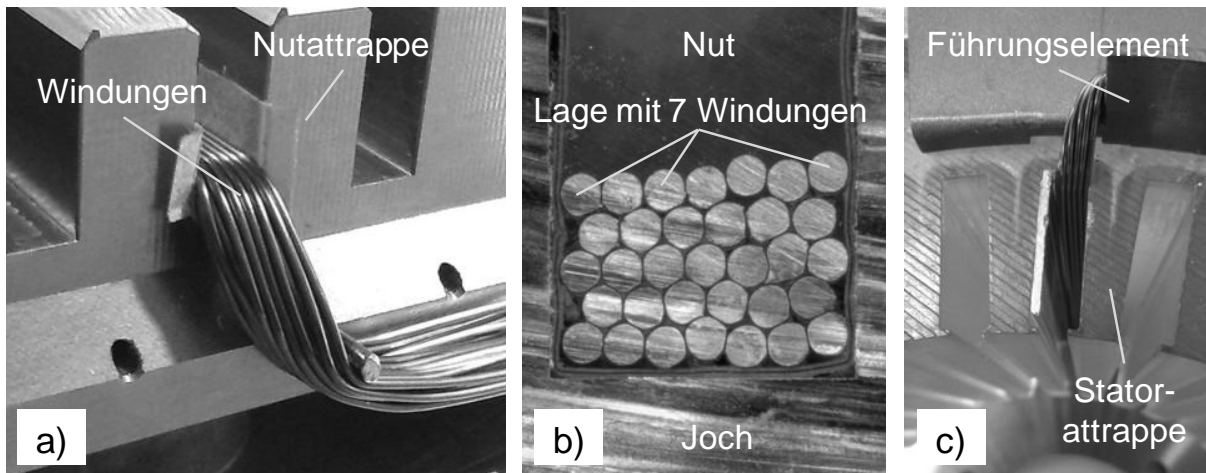 Nutattrappe
Windungen
a)
Nut
Lage mit 7 Windungen
Joch
b)
Führungselement
Stator-
attrappe
c)